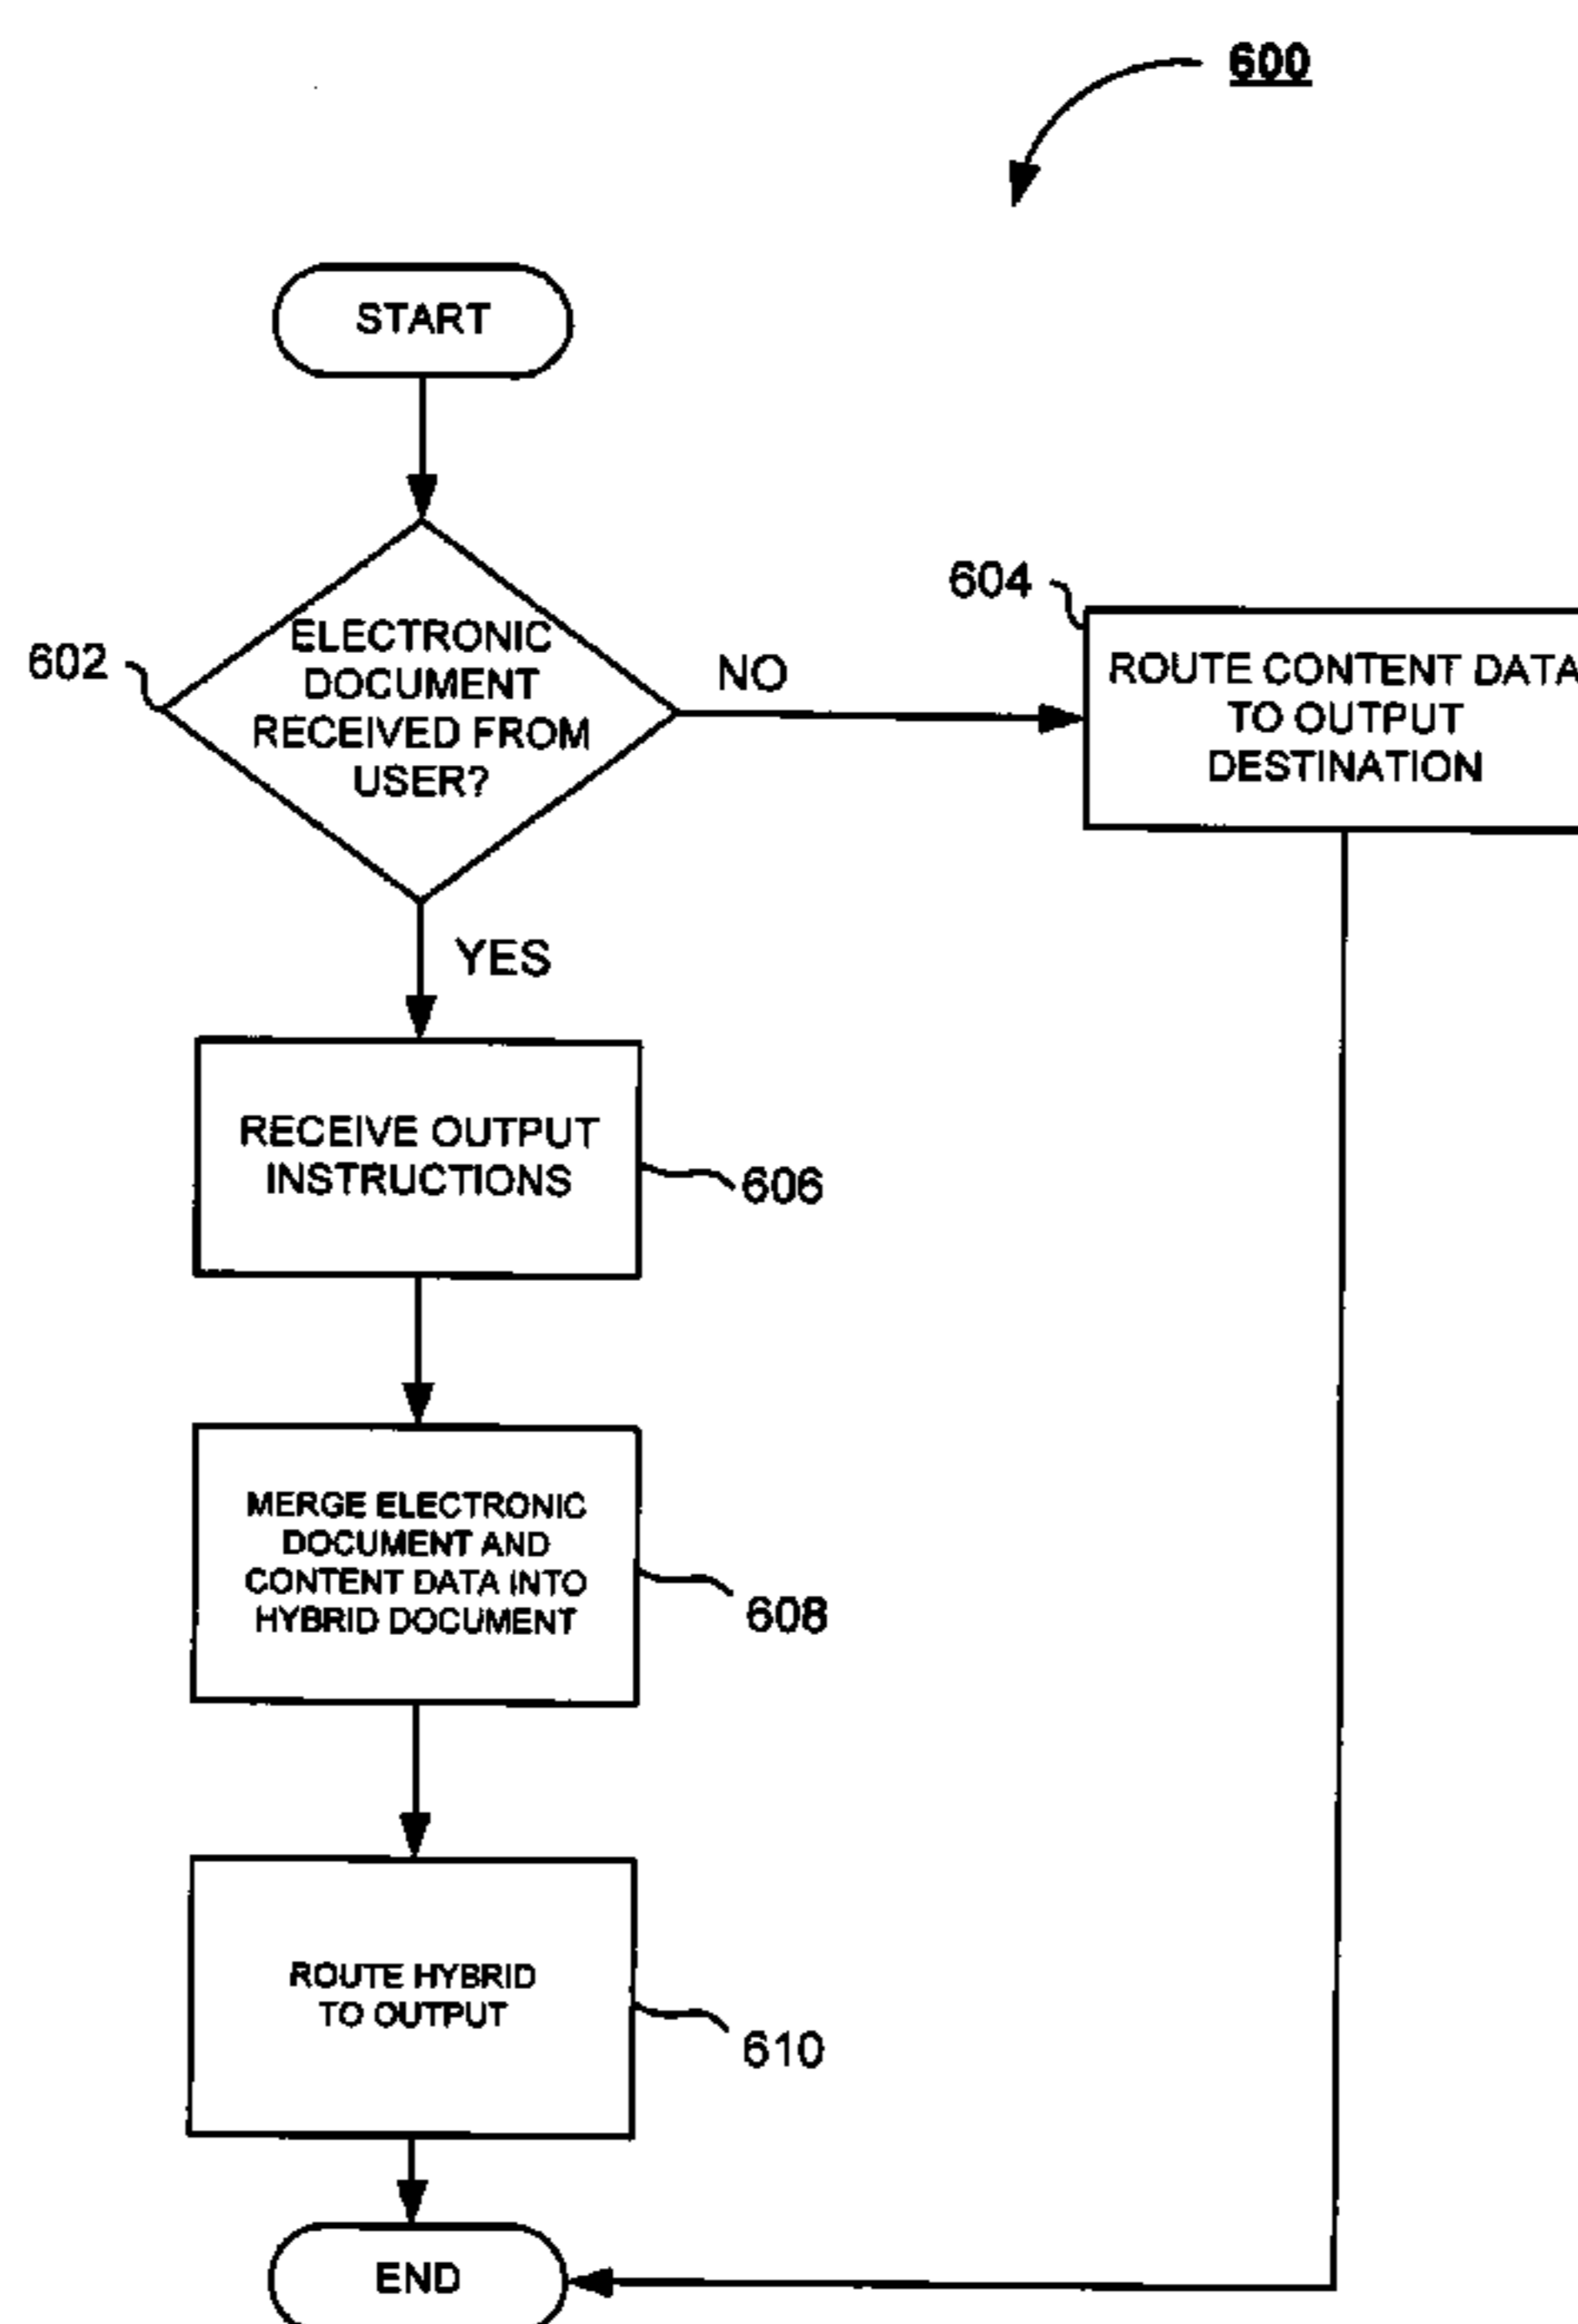 600
START
602
ELECTRONIC
DOCUMENT
RECEIVED FROM
USER?
NO
604
ROUTE CONTENT DATA
TO OUTPUT
DESTINATION
YES
RECEIVE OUTPUT
INSTRUCTIONS
606
MERGE ELECTRONIC
DOCUMENT AND
CONTENT DATA INTO
HYBRID DOCUMENT
608
ROUTE HYBRID
TO OUTPUT
610
END